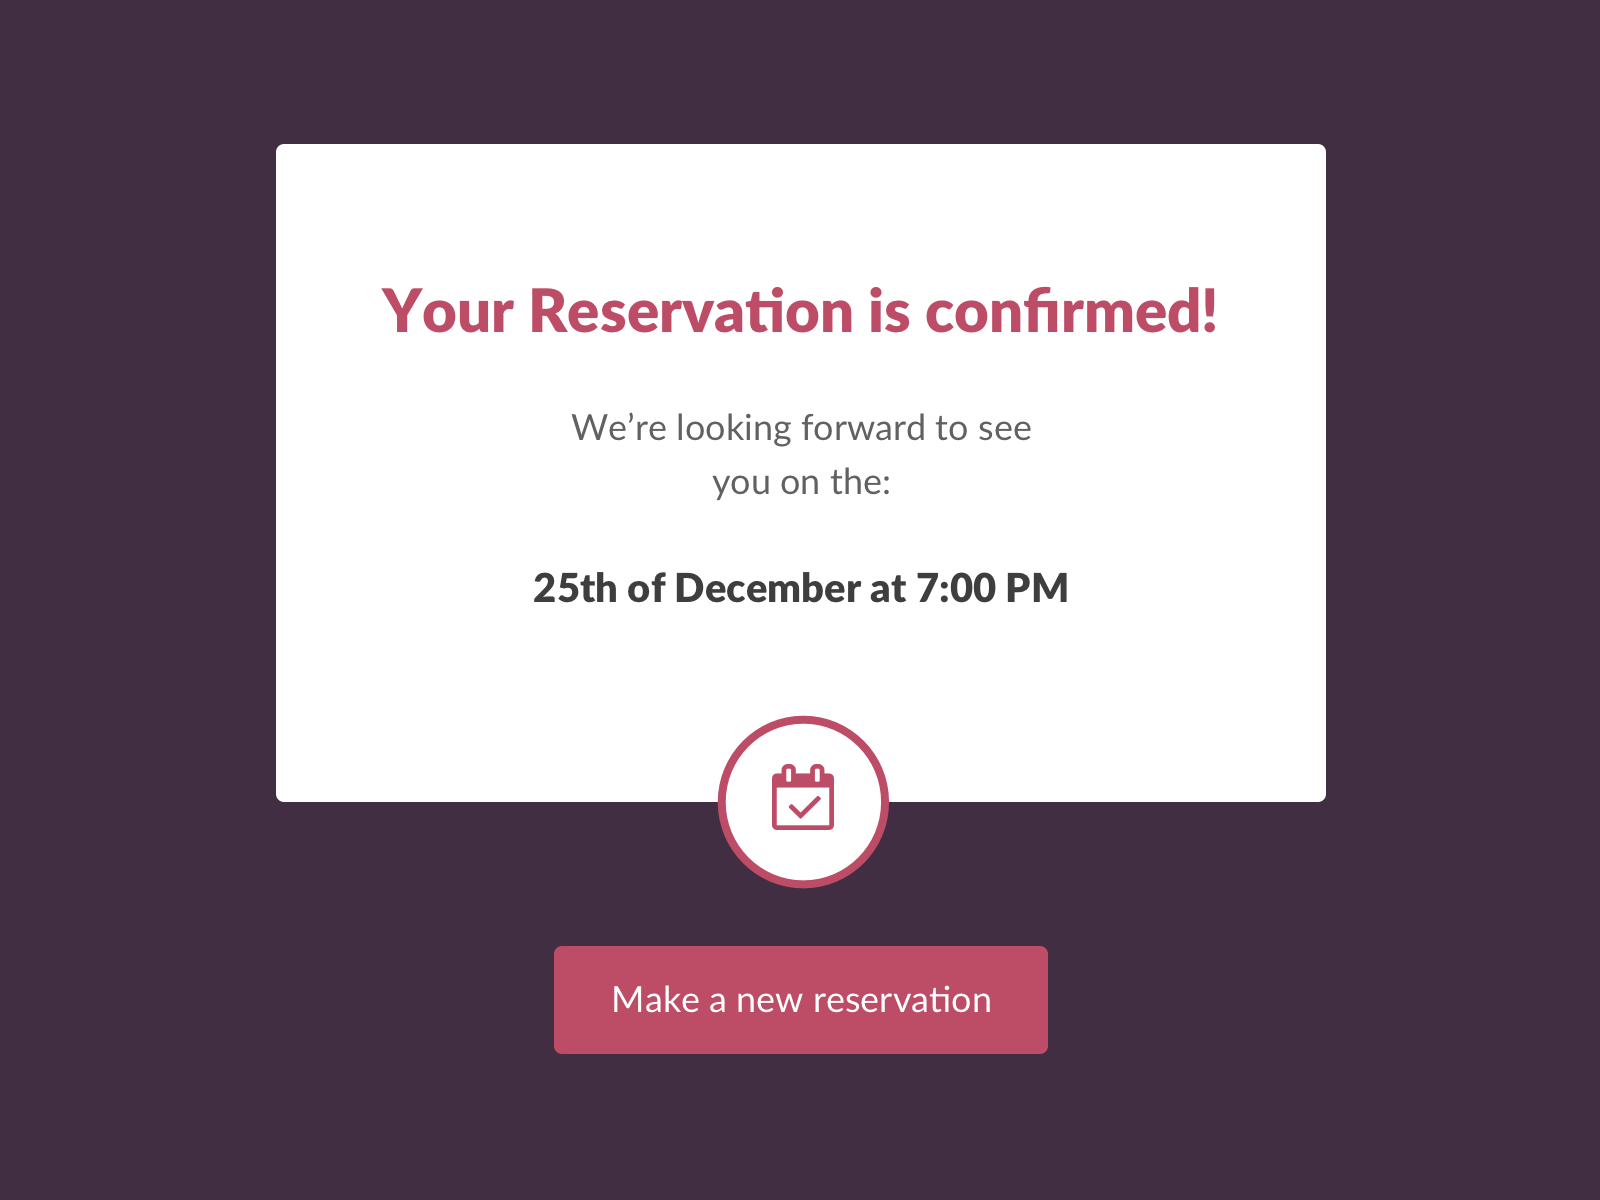 Your Reservation is confirmed!
We’re looking forward to see
you on the:
25th of December at 7:00 PM
Make a new reservation